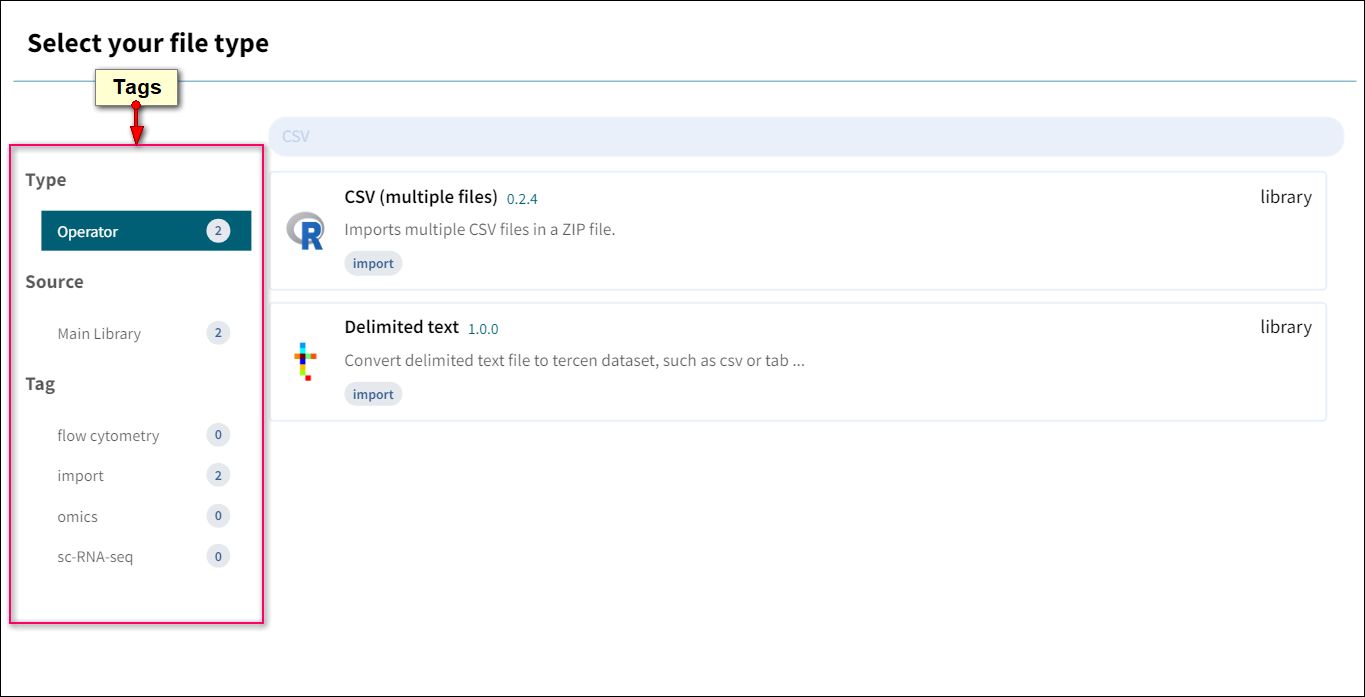 Select your file type
Tags
Type
Operator 2
Source
Main Library 2
Tag
flow cytometry 0
import 2
omics 0
sc-RNA-seq 0
CSV
CSV (multiple files) 0.2.4 library
Imports multiple CSV files in a ZIP file.
import
Delimited text 1.0.0 library
Convert delimited text file to tercen dataset, such as csv or tab ...
import